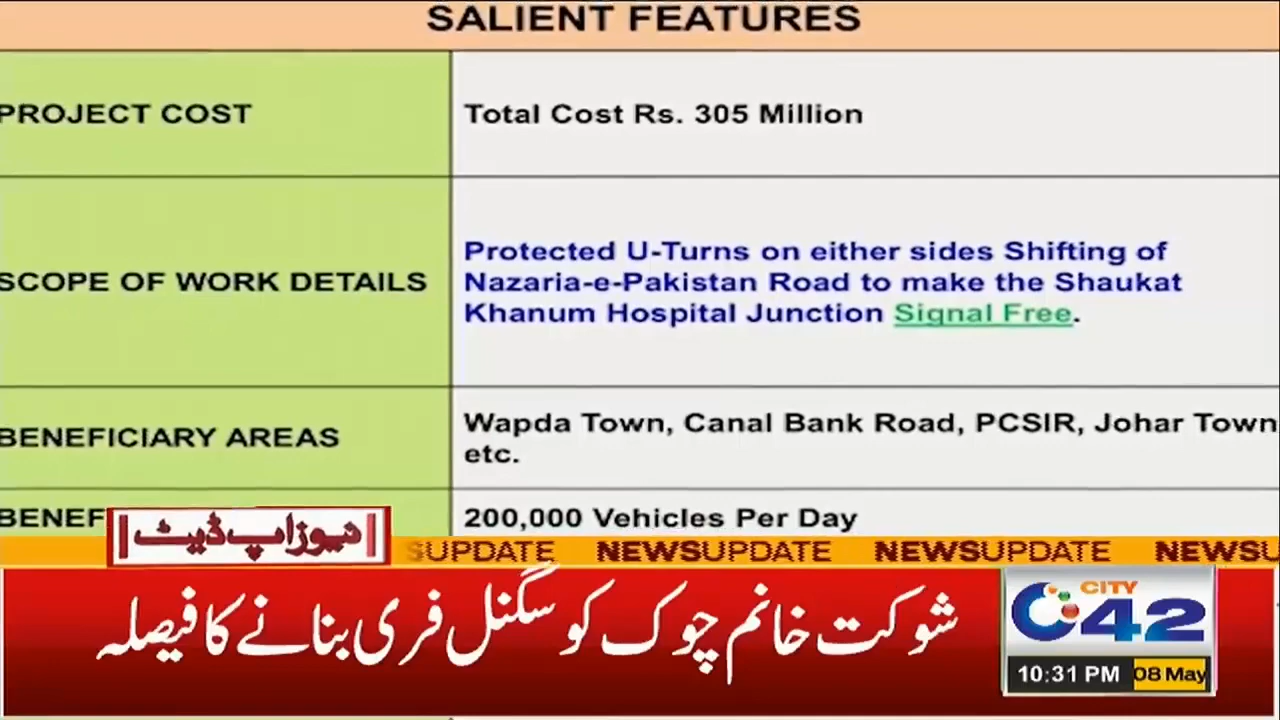 SALIENT FEATURES
PROJECT COST
Total Cost Rs. 305 Million
SCOPE OF WORK DETAILS
Protected U-Turns on either sides Shifting of
Nazaria-e-Pakistan Road to make the Shaukat
Khanum Hospital Junction Signal Free.
BENEFICIARY AREAS
Wapda Town, Canal Bank Road, PCSIR, Johar Town
etc.
BENEF
200,000 Vehicles Per Day
نیوز اپ ڈیٹ
SUPDATE NEWSUPDATE NEWSUPDATE NEWSU
شوکت خانم چوک کو سگنل فری بنانے کا فیصلہ
CITY
42
10:31 PM 08 May